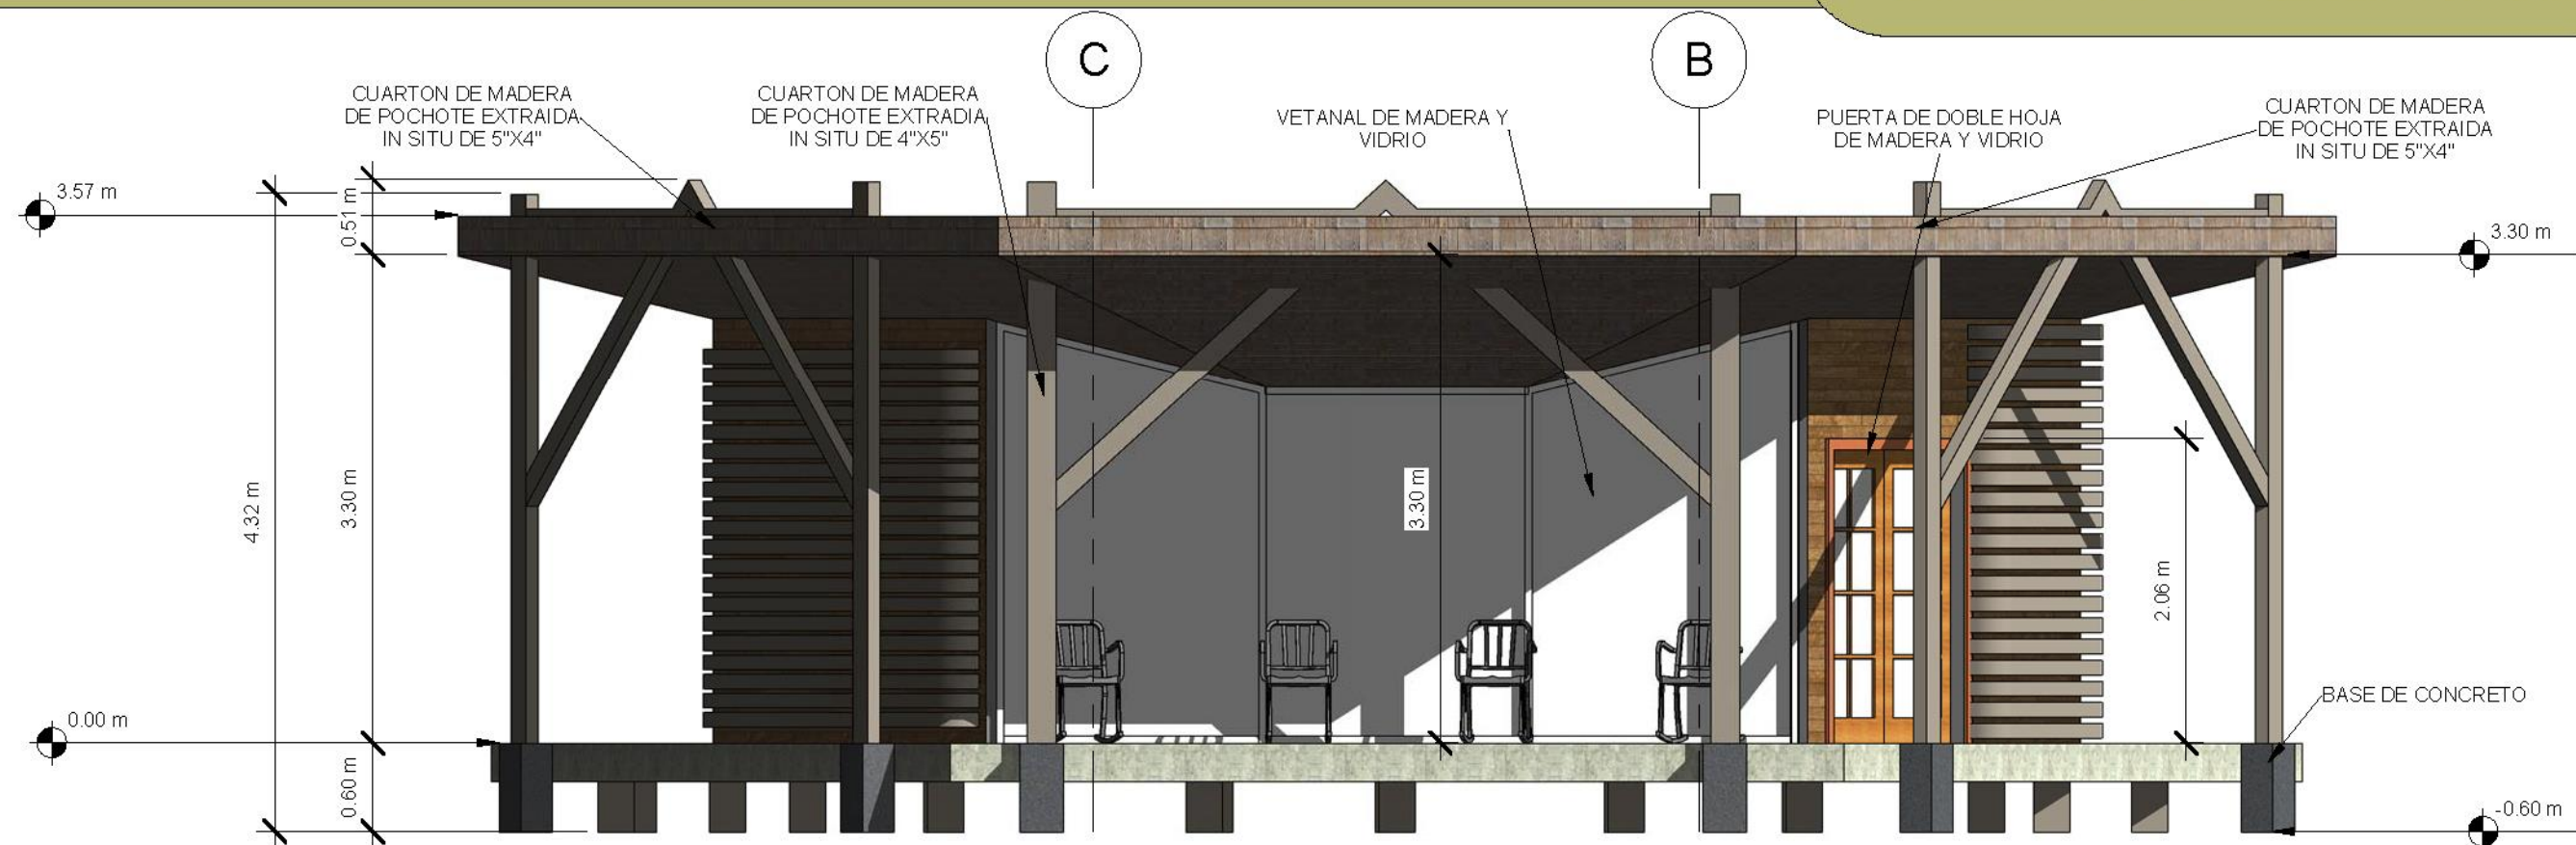 C
B
CUARTON DE MADERA
DE POCHOTE EXTRAIDA
IN SITU DE 5"X4"
CUARTON DE MADERA
DE POCHOTE EXTRADIA
IN SITU DE 4"X5"
VETANAL DE MADERA Y
VIDRIO
PUERTA DE DOBLE HOJA
DE MADERA Y VIDRIO
CUARTON DE MADERA
DE POCHOTE EXTRAIDA
IN SITU DE 5"X4"
3.57 m
0.51 m
3.30 m
4.32 m
3.30 m
3.30 m
2.06 m
BASE DE CONCRETO
0.00 m
0.60 m
-0.60 m